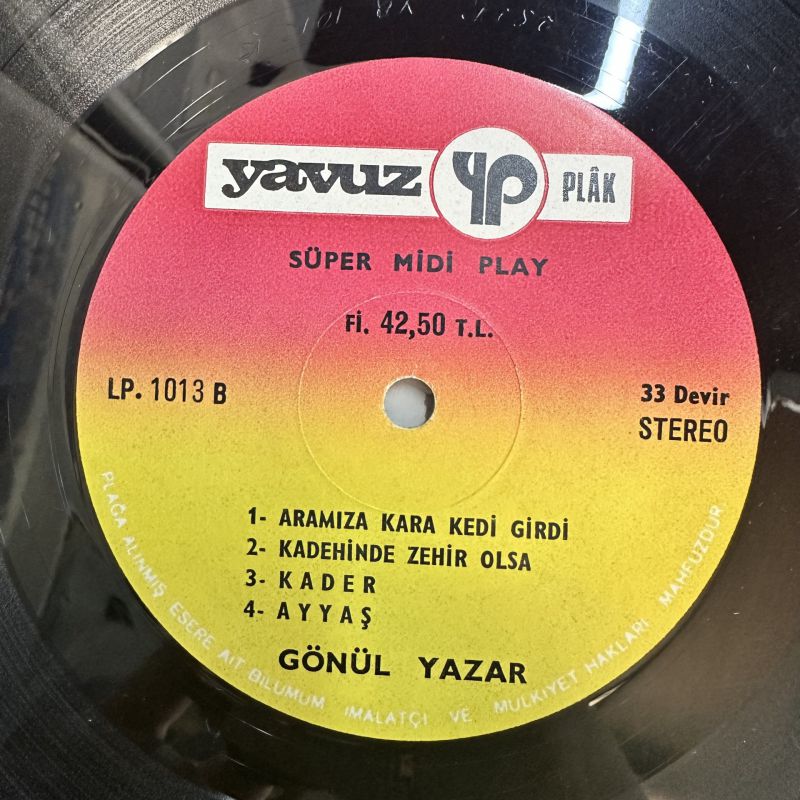 yavuz yp PLÂK
SÜPER MİDİ PLAY
Fİ. 42,50 T.L.
LP. 1013 B
33 Devir
STEREO
1- ARAMIZA KARA KEDİ GİRDİ
2- KADEHİNDE ZEHİR OLSA
3- KADER
4- AYYAŞ
GÖNÜL YAZAR
PLAĞA ALINMIŞ ESERE AİT BİLUMUM İMALATÇI VE MÜLKİYET HAKLARI MAHFUZDUR.